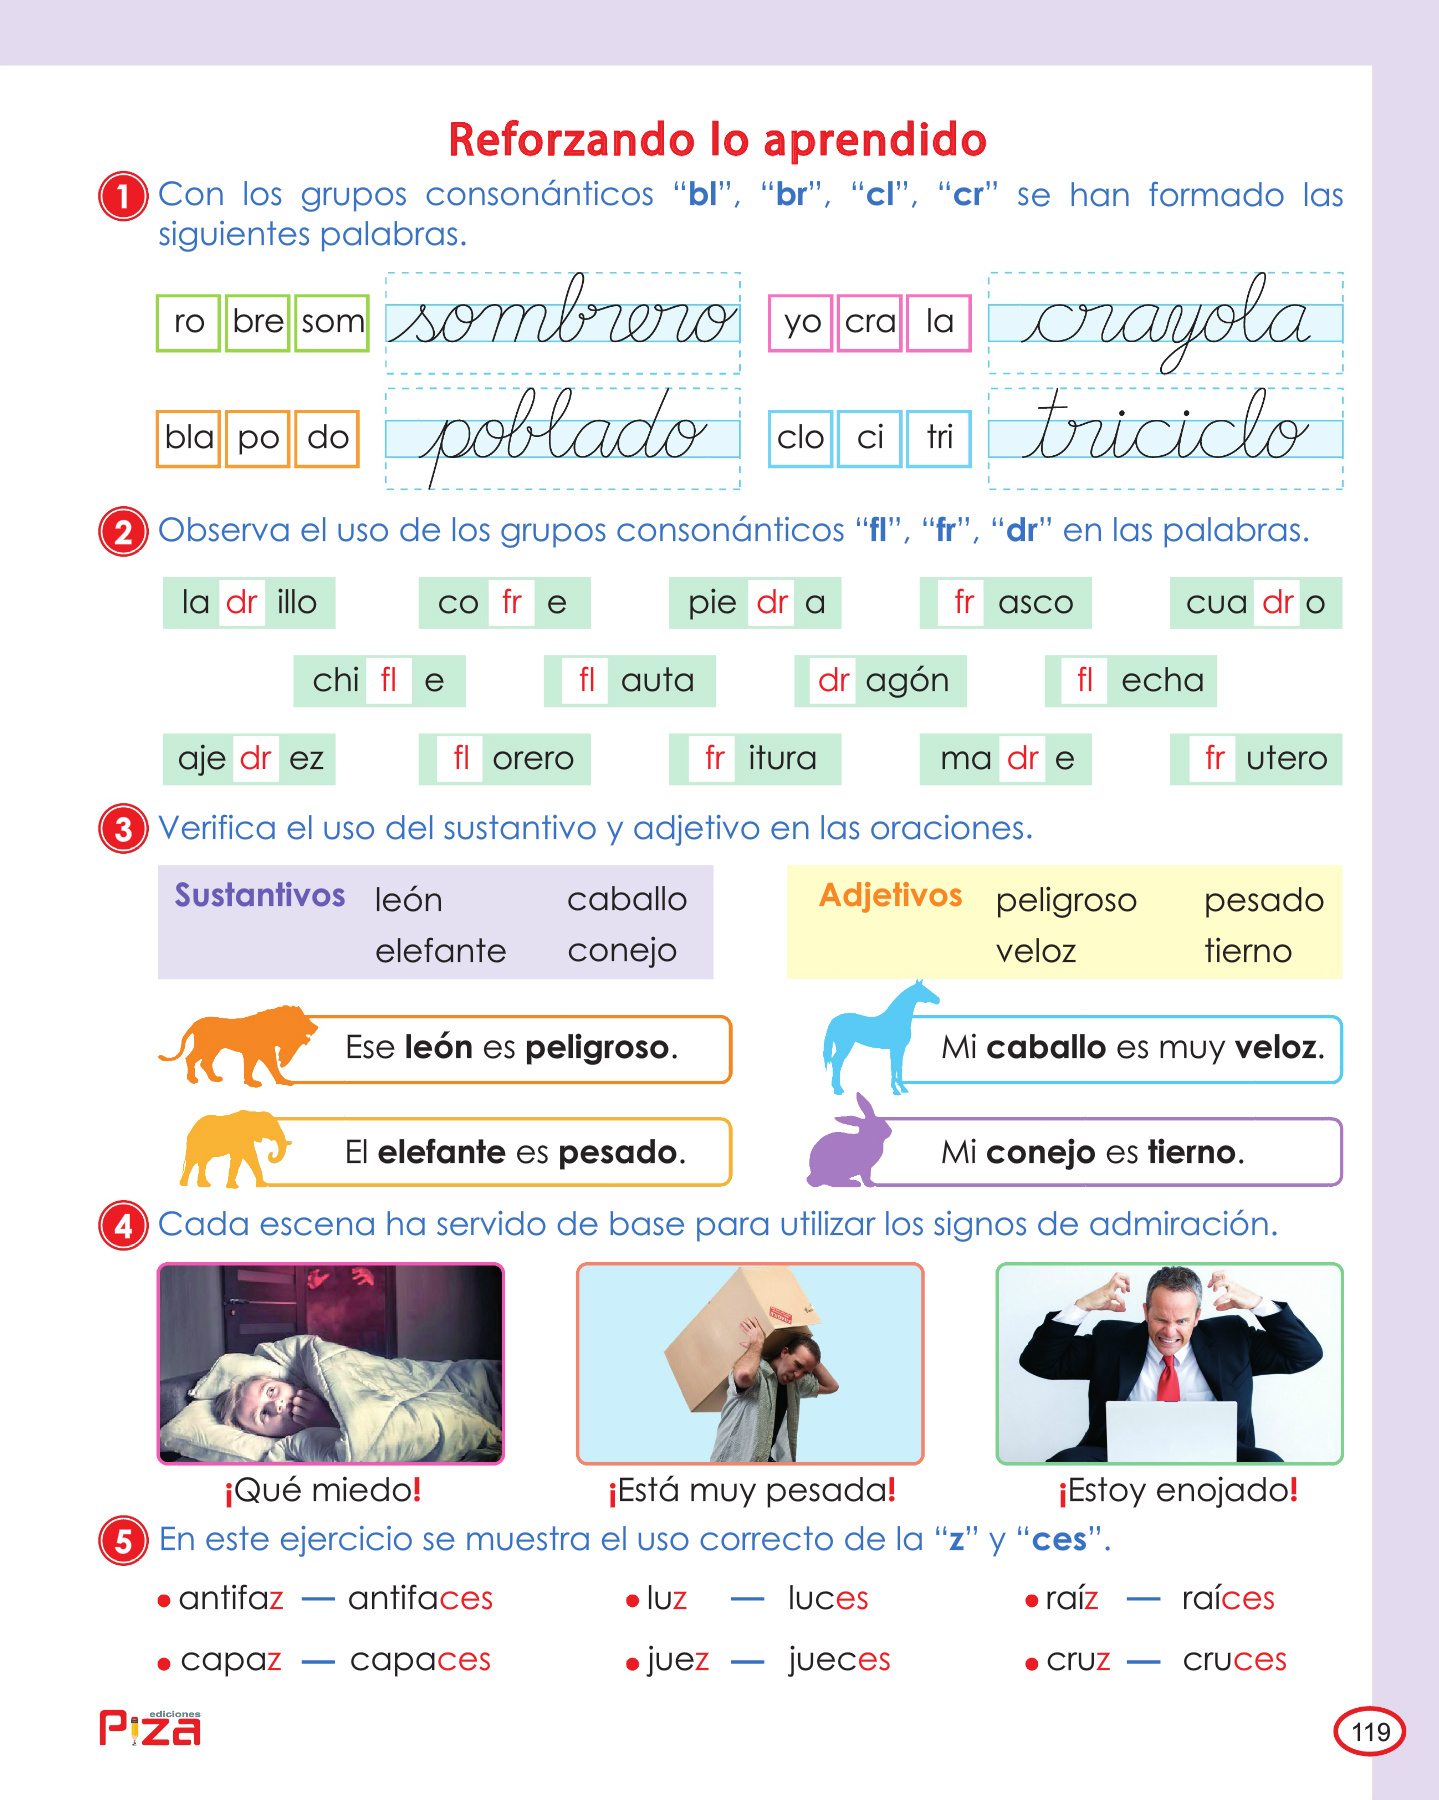 Reforzando lo aprendido
1 Con los grupos consonánticos “bl”, “br”, “cl”, “cr” se han formado las
siguientes palabras.
ro bre som sombrero yo cra la crayola
bla po do poblado clo ci tri triciclo
2 Observa el uso de los grupos consonánticos “fl”, “fr”, “dr” en las palabras.
la dr illo co fr e pie dr a fr asco cua dr o
chi fl e fl auta dr agón fl echa
aje dr ez fl orero fr itura ma dr e fr utero
3 Verifica el uso del sustantivo y adjetivo en las oraciones.
Sustantivos león caballo Adjetivos peligroso pesado
elefante conejo veloz tierno
Ese león es peligroso. Mi caballo es muy veloz.
El elefante es pesado. Mi conejo es tierno.
4 Cada escena ha servido de base para utilizar los signos de admiración.
¡Qué miedo! ¡Está muy pesada! ¡Estoy enojado!
5 En este ejercicio se muestra el uso correcto de la “z” y “ces”.
• antifaz — antifaces • luz — luces • raíz — raíces
• capaz — capaces • juez — jueces • cruz — cruces
ediciones
Piza
119